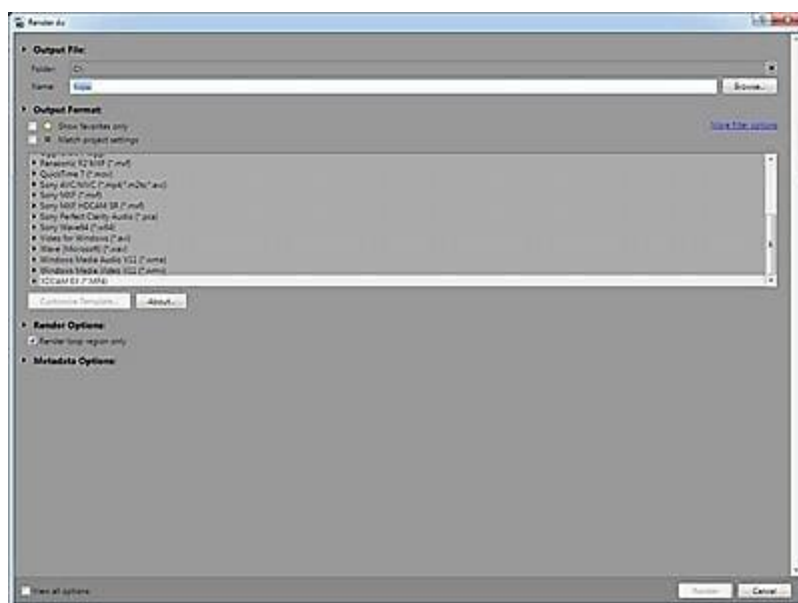 Render As
Output File:
Folder: C:\
Name:
Browse...
Output Format:
Show favorites only
Match project settings
More filter options
Panasonic P2 MXF (*.mxf)
QuickTime 7 (*.mov)
Sony AVC/MVC (*.mp4;*.m2ts;*.avc)
Sony MXF (*.mxf)
Sony MXF HDCAM SR (*.mxf)
Sony Perfect Clarity Audio (*.pca)
Sony Wave64 (*.w64)
Video for Windows (*.avi)
Wave (Microsoft) (*.wav)
Windows Media Audio V11 (*.wma)
Windows Media Video V11 (*.wmv)
XDCAM EX (*.MP4)
Customize Template...
About...
Render Options:
Render loop region only
Metadata Options:
View all options
Render
Cancel